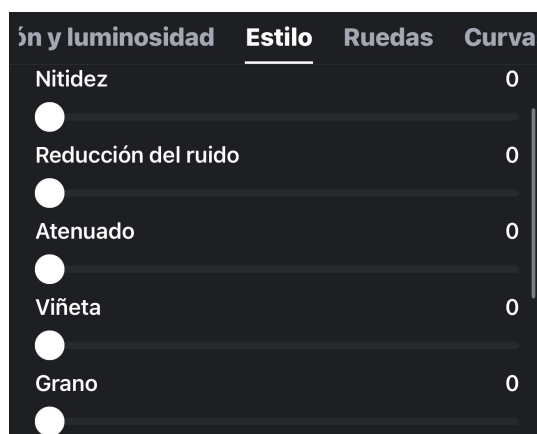 ón y luminosidad Estilo Ruedas Curva
Nitidez 0
Reducción del ruido 0
Atenuado 0
Viñeta 0
Grano 0